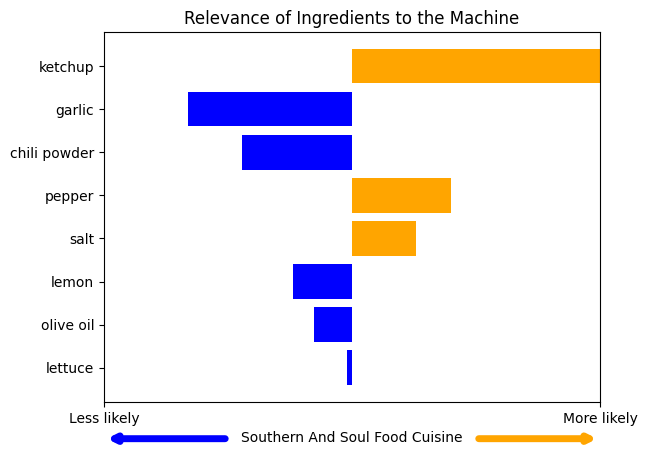 Relevance of Ingredients to the Machine
ketchup
garlic
chili powder
pepper
salt
lemon
olive oil
lettuce
Less likely
More likely
Southern And Soul Food Cuisine